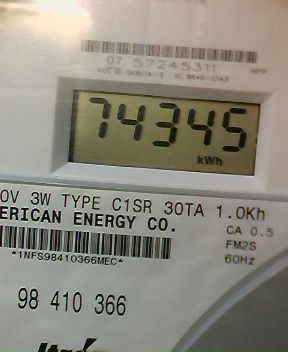 07 57245311
74345
kWh
0V 3W TYPE C1SR 30TA 1.0Kh
ERICAN ENERGY CO.
CA 0.5
FM2S
*1NFS98410366MEC*
60Hz
98 410 366
Itron